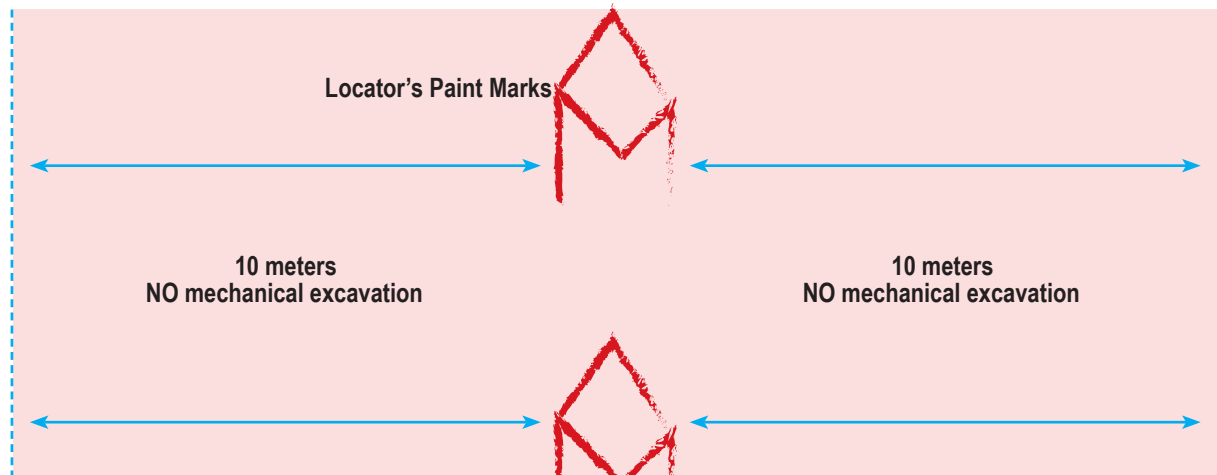 Locator’s Paint Marks
10 meters
NO mechanical excavation
10 meters
NO mechanical excavation